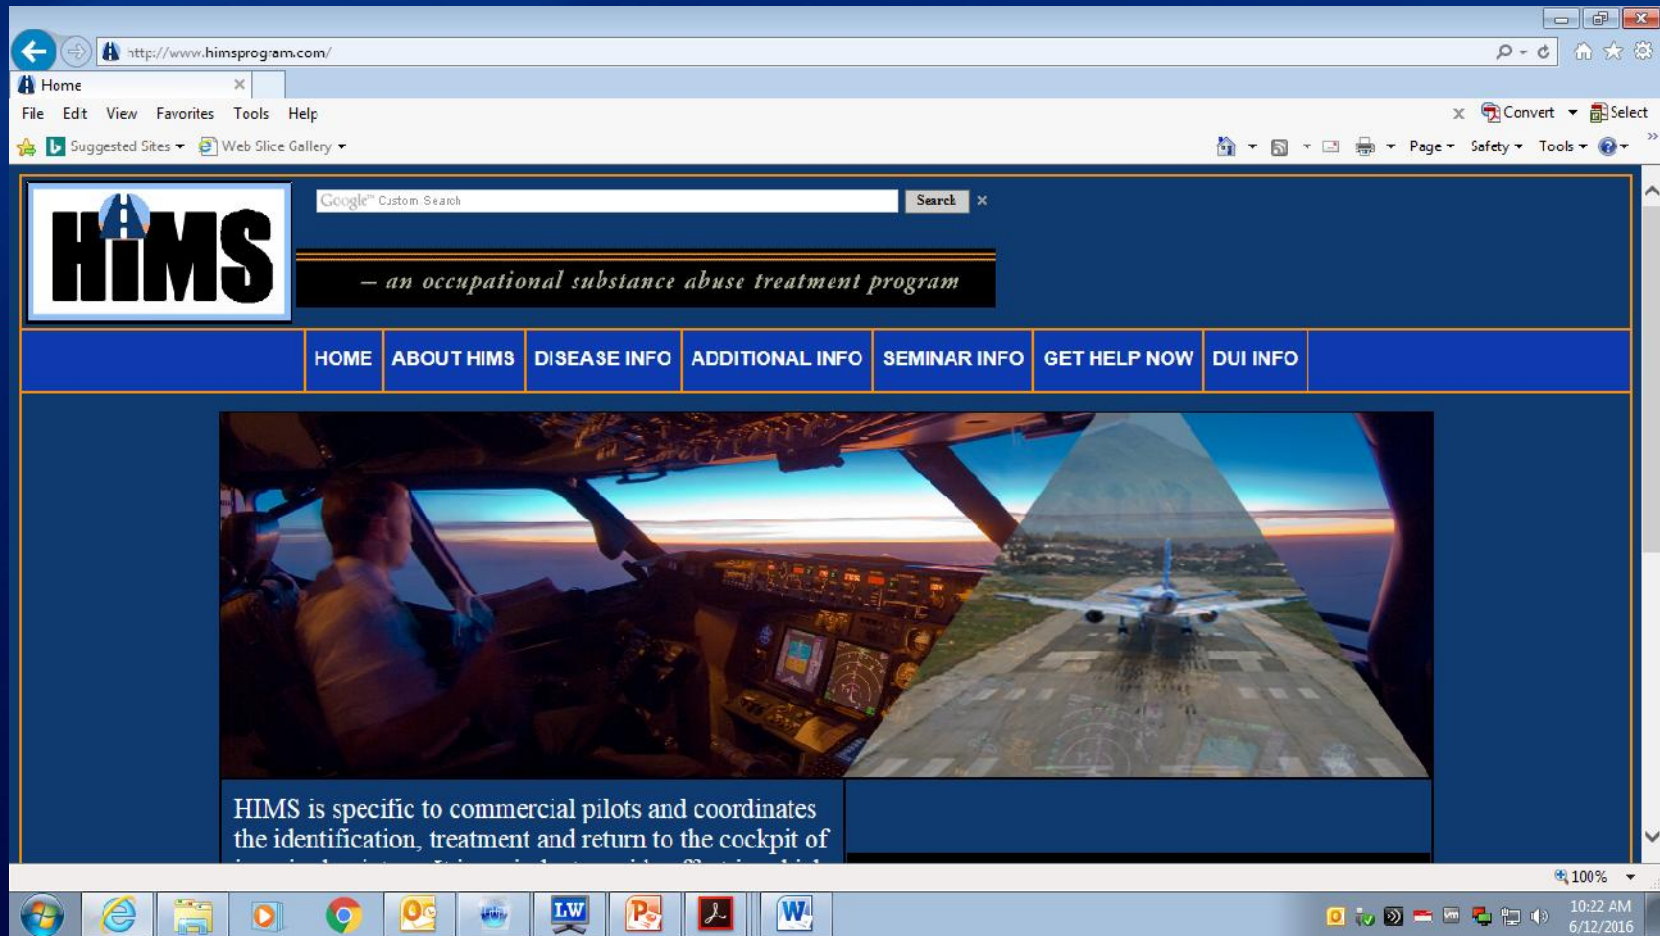 http://www.himsprogram.com/
Home
File Edit View Favorites Tools Help
Convert Select
Suggested Sites Web Slice Gallery
Page Safety Tools
HiMS
Google™ Custom Search Search
– an occupational substance abuse treatment program
HOME ABOUT HIMS DISEASE INFO ADDITIONAL INFO SEMINAR INFO GET HELP NOW DUI INFO
HIMS is specific to commercial pilots and coordinates
the identification, treatment and return to the cockpit of
100%
LW
10:22 AM
6/12/2016